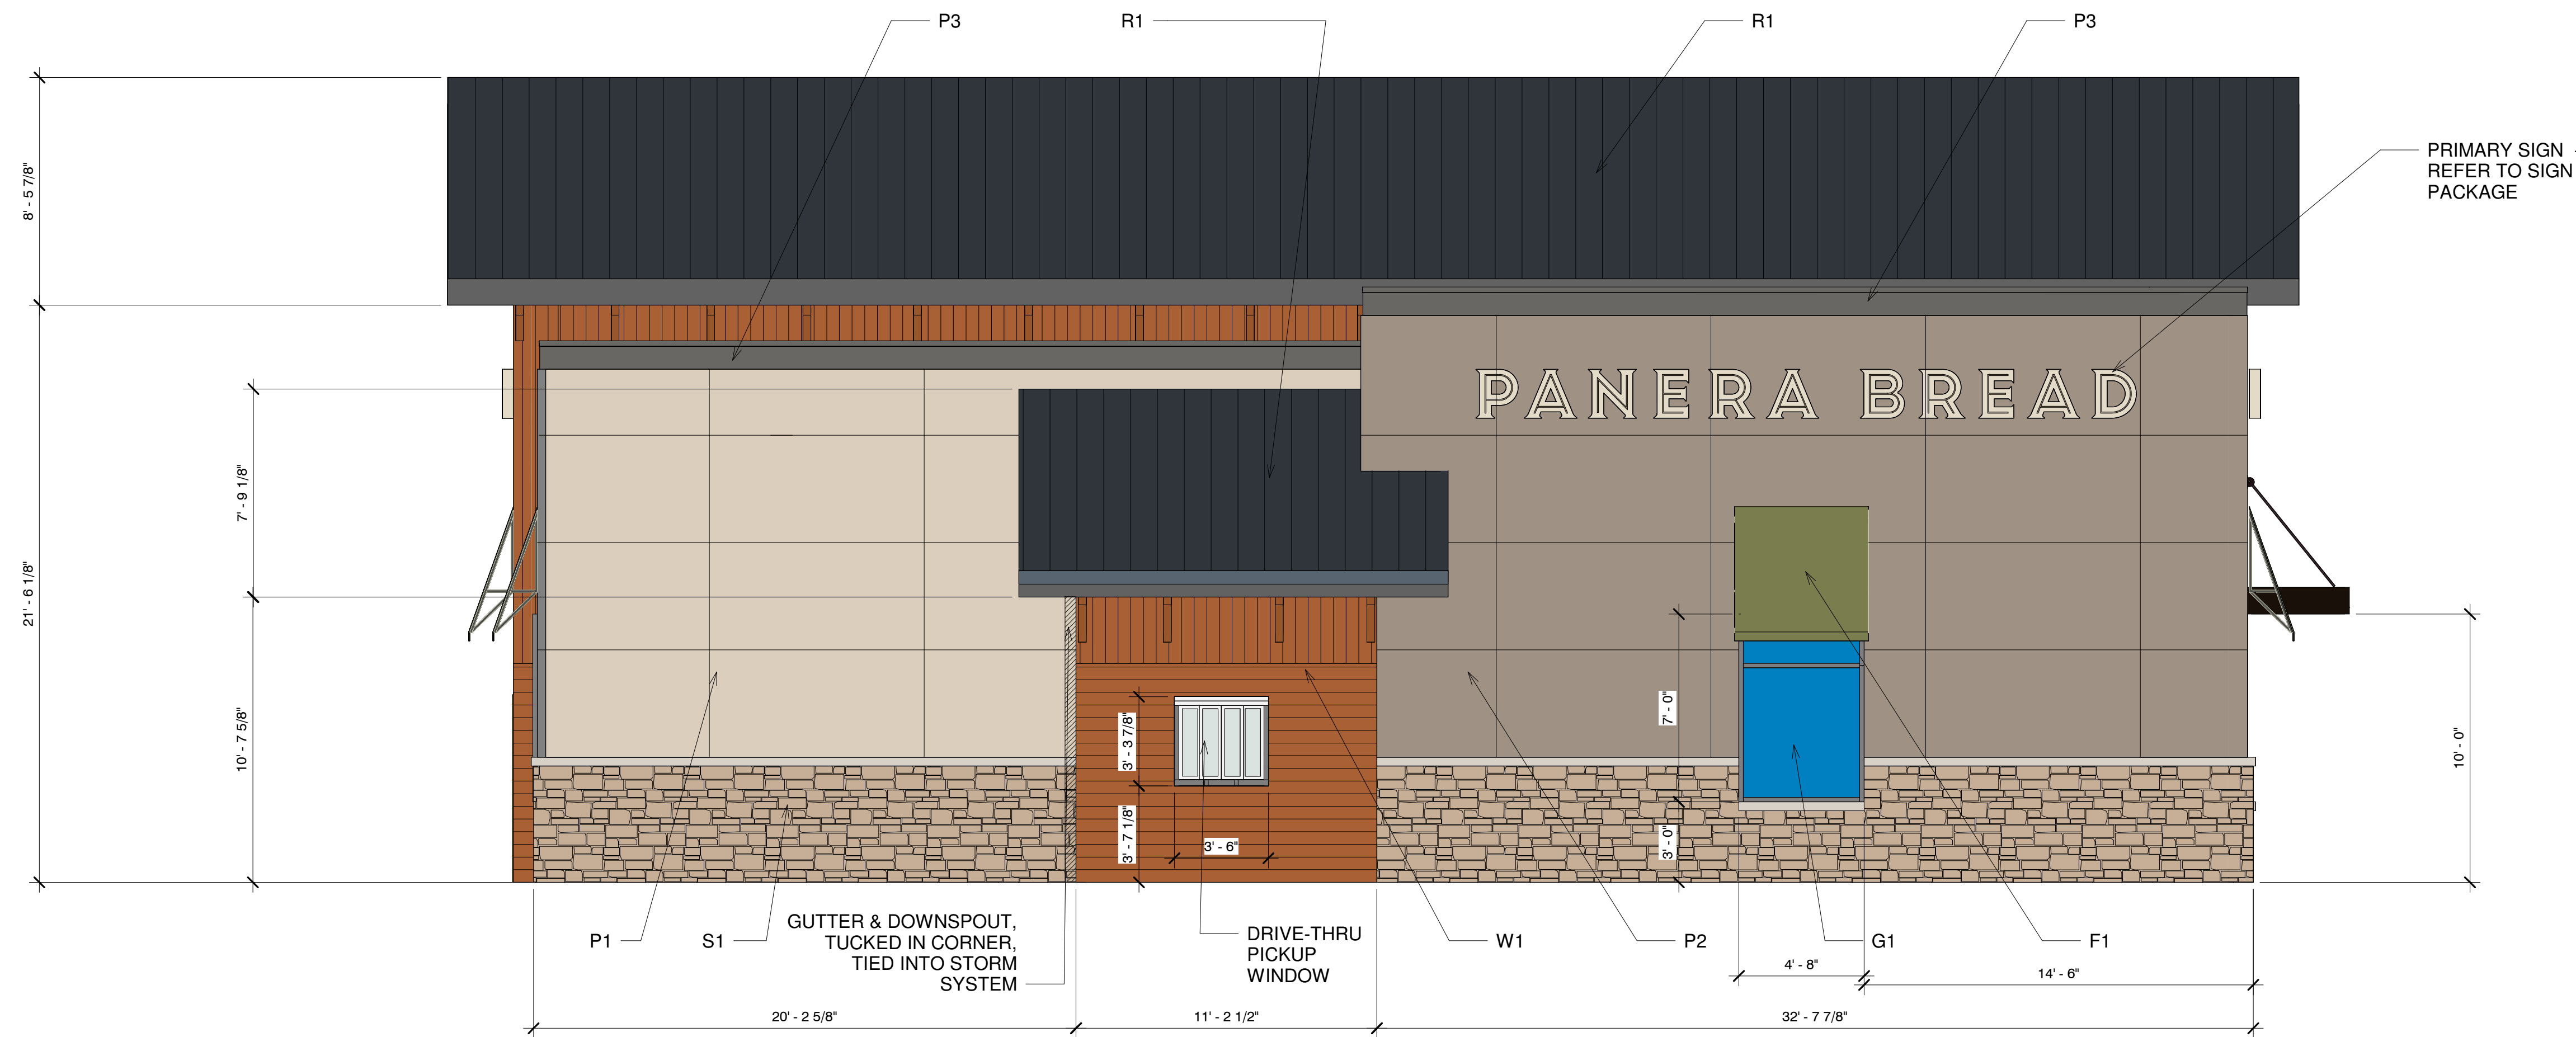 P3
R1
R1
P3
PRIMARY SIGN -
REFER TO SIGN
PACKAGE
8' - 5 7/8"
PANERA BREAD
7' - 9 1/8"
21' - 6 1/8"
10' - 7 5/8"
3' - 3 7/8"
3' - 7 1/8"
3' - 6"
7' - 0"
3' - 0"
10' - 0"
P1
S1
GUTTER & DOWNSPOUT,
TUCKED IN CORNER,
TIED INTO STORM
SYSTEM
DRIVE-THRU
PICKUP
WINDOW
W1
P2
G1
F1
4' - 8"
14' - 6"
20' - 2 5/8"
11' - 2 1/2"
32' - 7 7/8"